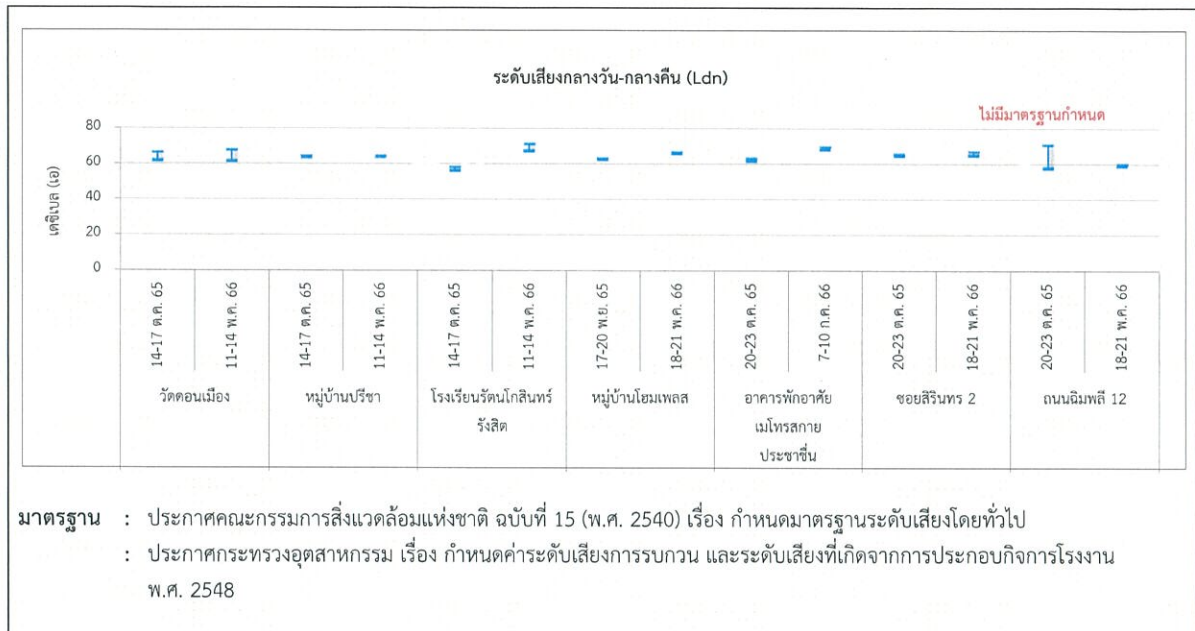 ระดับเสียงกลางวัน-กลางคืน (Ldn)
ไม่มีมาตรฐานกำหนด
เดซิเบล (เอ)
80
60
40
20
0
14-17 ต.ค. 65
11-14 พ.ค. 66
14-17 ต.ค. 65
11-14 พ.ค. 66
14-17 ต.ค. 65
11-14 พ.ค. 66
17-20 พ.ย. 65
18-21 พ.ค. 66
20-23 ต.ค. 65
7-10 ก.ค. 66
20-23 ต.ค. 65
18-21 พ.ค. 66
20-23 ต.ค. 65
18-21 พ.ค. 66
วัดดอนเมือง
หมู่บ้านปรีชา
โรงเรียนรัตนโกสินทร์
รังสิต
หมู่บ้านโฮมเพลส
อาคารพักอาศัย
เมโทรสกาย
ประชาชื่น
ซอยสิรินทร 2
ถนนฉิมพลี 12
มาตรฐาน : ประกาศคณะกรรมการสิ่งแวดล้อมแห่งชาติ ฉบับที่ 15 (พ.ศ. 2540) เรื่อง กำหนดมาตรฐานระดับเสียงโดยทั่วไป
: ประกาศกระทรวงอุตสาหกรรม เรื่อง กำหนดค่าระดับเสียงการรบกวน และระดับเสียงที่เกิดจากการประกอบกิจการโรงงาน
พ.ศ. 2548